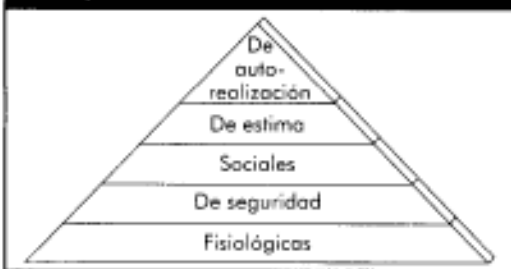 De
auto-
realización
De estima
Sociales
De seguridad
Fisiológicas